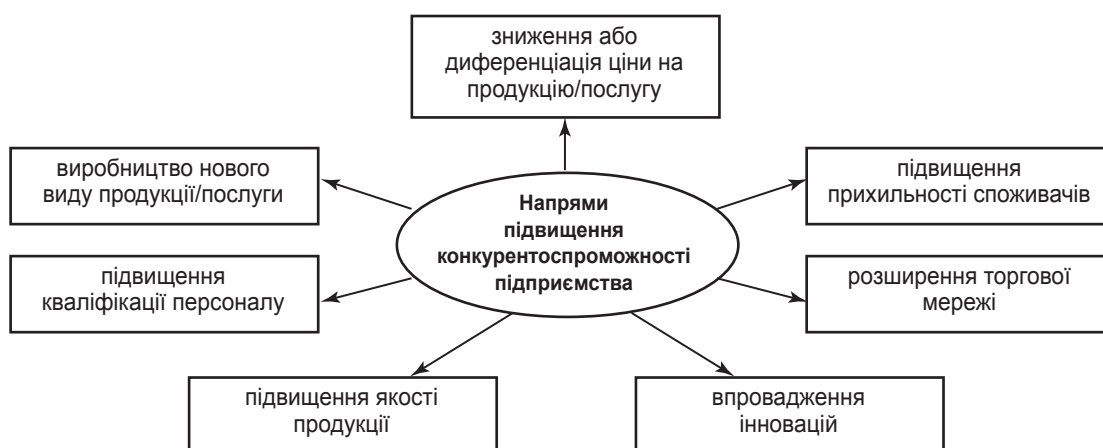 зниження або
диференціація ціни на
продукцію/послугу
виробництво нового
виду продукції/послуги
підвищення
прихильності споживачів
Напрями
підвищення
конкурентоспроможності
підприємства
підвищення
кваліфікації персоналу
розширення торгової
мережі
підвищення якості
продукції
впровадження
інновацій